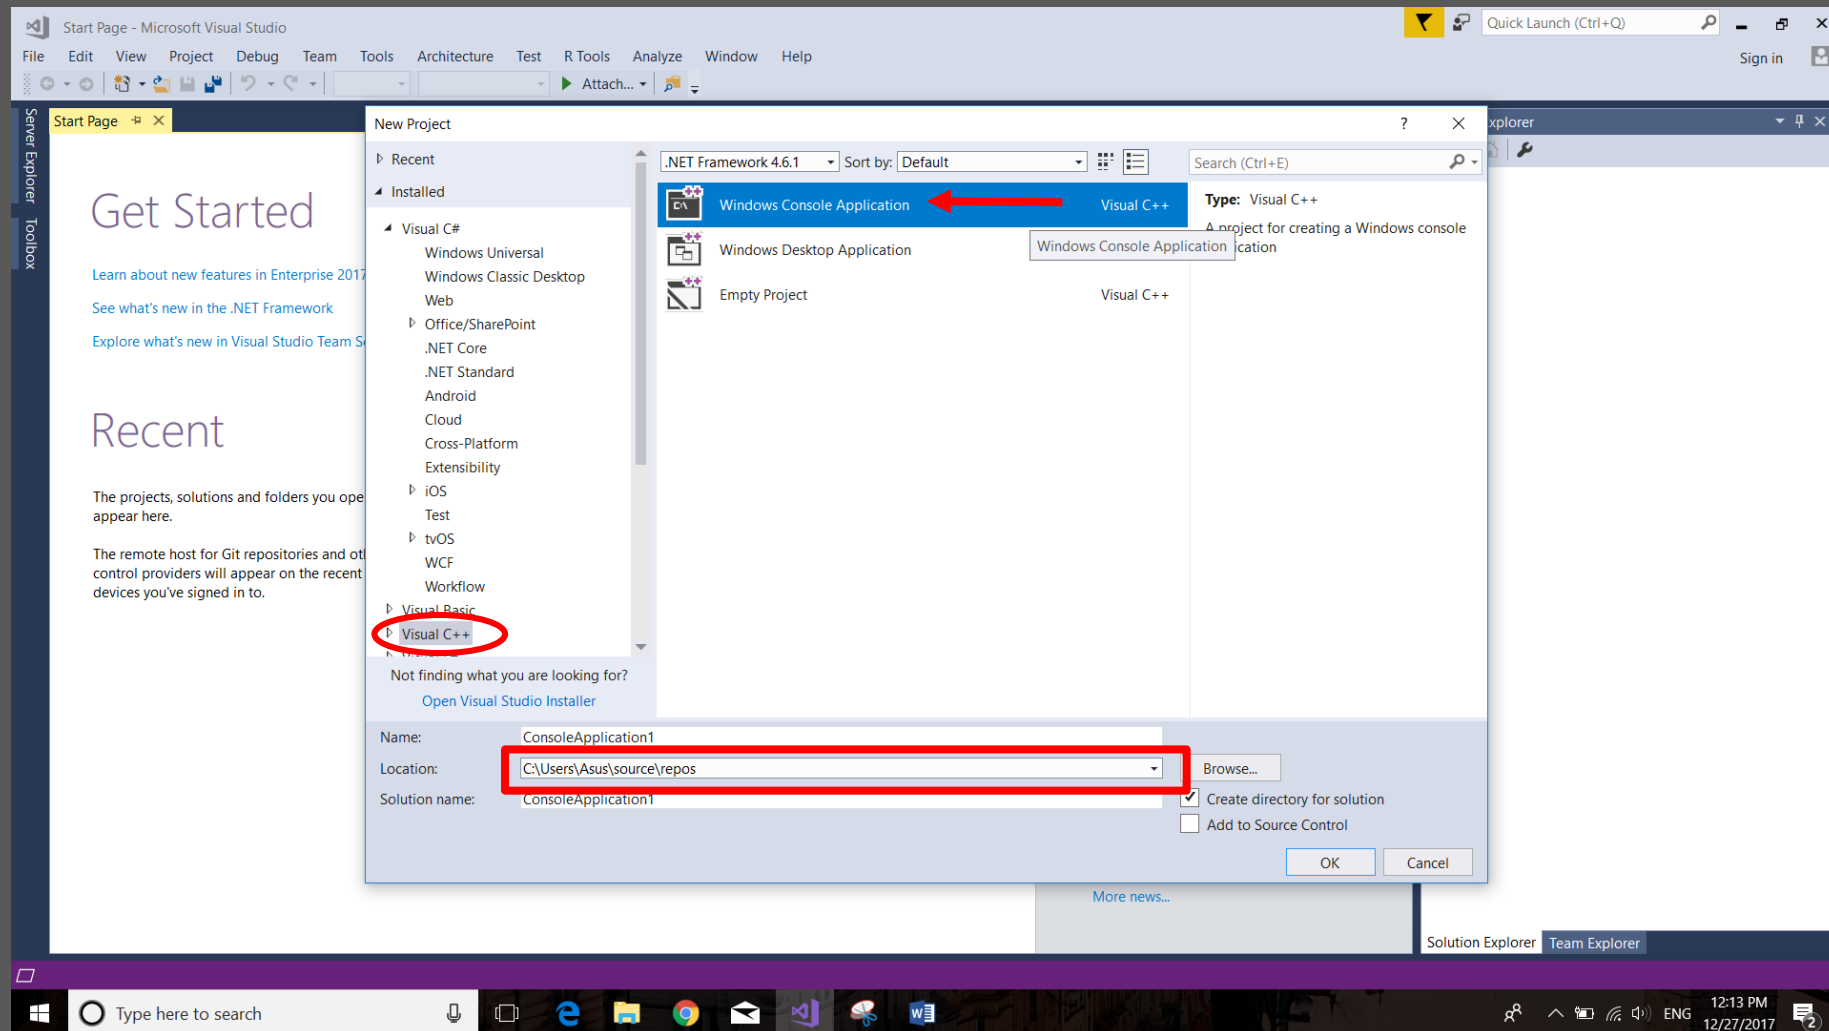 Start Page - Microsoft Visual Studio
Quick Launch (Ctrl+Q)
File Edit View Project Debug Team Tools Architecture Test R Tools Analyze Window Help
Sign in
Attach...
Server Explorer
Toolbox
Start Page
Get Started
Learn about new features in Enterprise 2017
See what's new in the .NET Framework
Explore what's new in Visual Studio Team
Recent
The projects, solutions and folders you
appear here.
The remote host for Git repositories and
control providers will appear on the recent
devices you've signed in to.
New Project
?
Recent
Installed
Visual C#
Windows Universal
Windows Classic Desktop
Web
Office/SharePoint
.NET Core
.NET Standard
Android
Cloud
Cross-Platform
Extensibility
iOS
Test
tvOS
WCF
Workflow
Visual Basic
Visual C++
Not finding what you are looking for?
Open Visual Studio Installer
.NET Framework 4.6.1 Sort by: Default
Search (Ctrl+E)
Windows Console Application Visual C++
Windows Desktop Application
Empty Project Visual C++
Windows Console Application
Type: Visual C++
A project for creating a Windows console
ication
xplorer
Name: ConsoleApplication1
Location: C:\Users\Asus\source\repos
Browse...
Solution name: ConsoleApplication1
Create directory for solution
Add to Source Control
OK Cancel
More news...
Solution Explorer Team Explorer
Type here to search
ENG
12:13 PM
12/27/2017
2